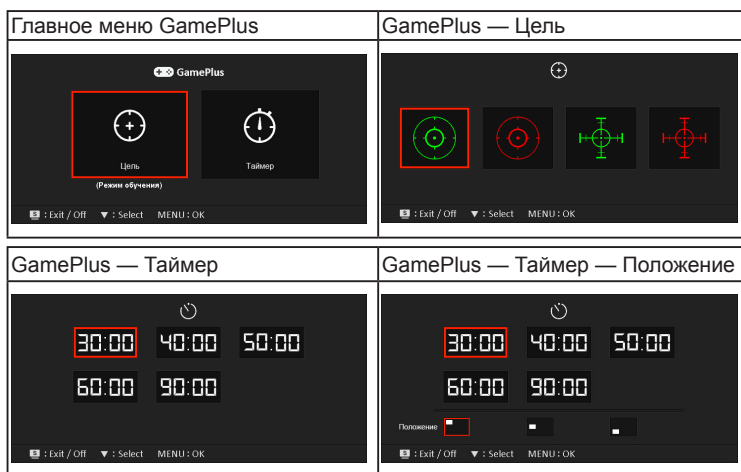 Главное меню GamePlus
GamePlus — Цель
GamePlus
Цель
Таймер
(Режим обучения)
S : Exit / Off ▼ : Select MENU : OK
S : Exit / Off ▼ : Select MENU : OK
GamePlus — Таймер
GamePlus — Таймер — Положение
30:00 40:00 50:00
60:00 90:00
S : Exit / Off ▼ : Select MENU : OK
30:00 40:00 50:00
60:00 90:00
Положение
S : Exit / Off ▼ : Select MENU : OK